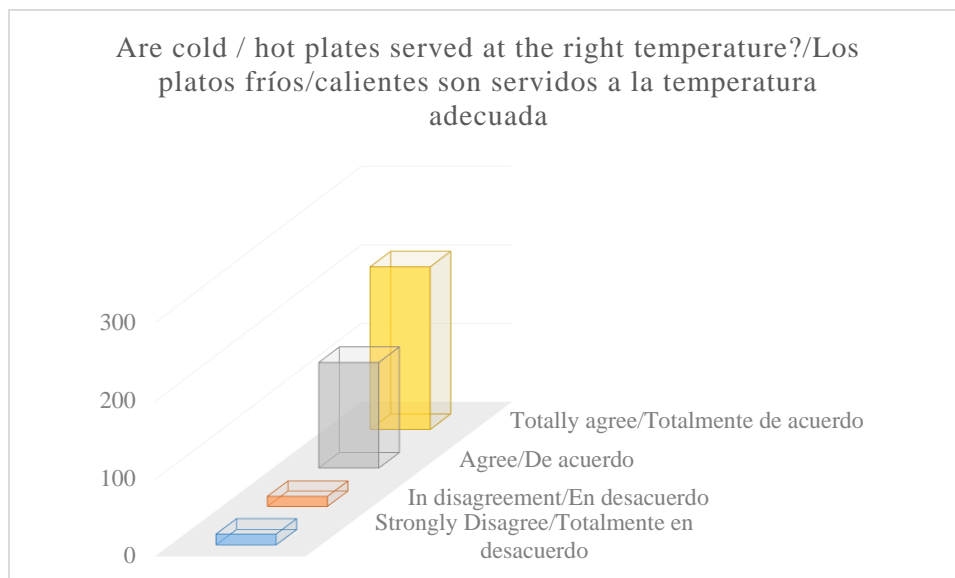 Are cold / hot plates served at the right temperature?/Los
platos fríos/calientes son servidos a la temperatura
adecuada
300
200
100
0
Totally agree/Totalmente de acuerdo
Agree/De acuerdo
In disagreement/En desacuerdo
Strongly Disagree/Totalmente en
desacuerdo